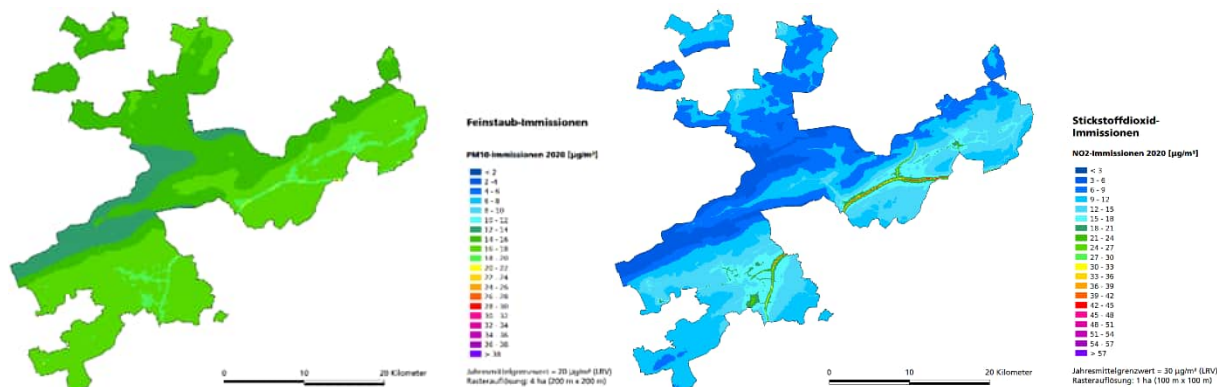 Feinstaub-Immissionen
PM10-Immissionen 2020 [µg/m³]
< 2
2 - 4
4 - 6
6 - 8
8 - 10
10 - 12
12 - 14
14 - 16
16 - 18
18 - 20
20 - 22
22 - 24
24 - 26
26 - 28
28 - 30
30 - 32
32 - 34
34 - 36
36 - 38
> 38
Jahresmittelgrenzwert = 20 µg/m³ (LRV)
Rasterauflösung: 4 ha (200 m x 200 m)
0 10 20 Kilometer
Stickstoffdioxid-
Immissionen
NO2-Immissionen 2020 [µg/m³]
< 3
3 - 6
6 - 9
9 - 12
12 - 15
15 - 18
18 - 21
21 - 24
24 - 27
27 - 30
30 - 33
33 - 36
36 - 39
39 - 42
42 - 45
45 - 48
48 - 51
51 - 54
54 - 57
> 57
Jahresmittelgrenzwert = 30 µg/m³ (LRV)
Rasterauflösung: 1 ha (100 m x 100 m)
0 10 20 Kilometer